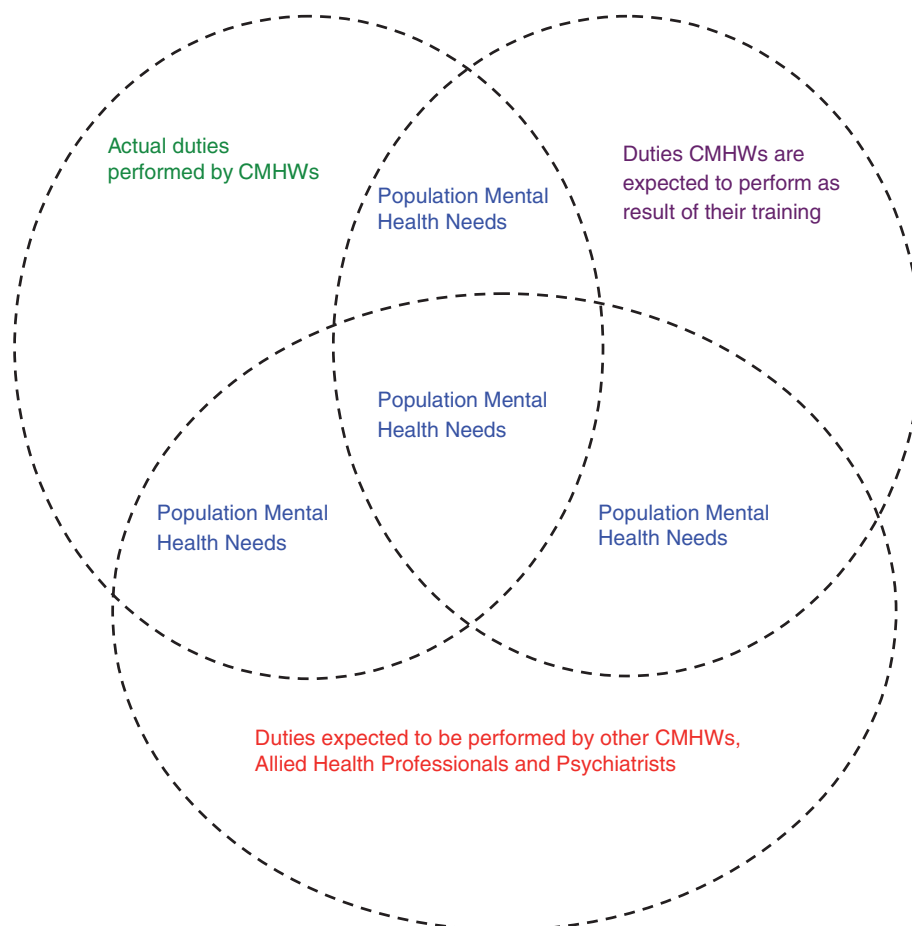 Actual duties
performed by CMHWs
Duties CMHWs are
expected to perform as
result of their training
Population Mental
Health Needs
Population Mental
Health Needs
Population Mental
Health Needs
Population Mental
Health Needs
Duties expected to be performed by other CMHWs,
Allied Health Professionals and Psychiatrists